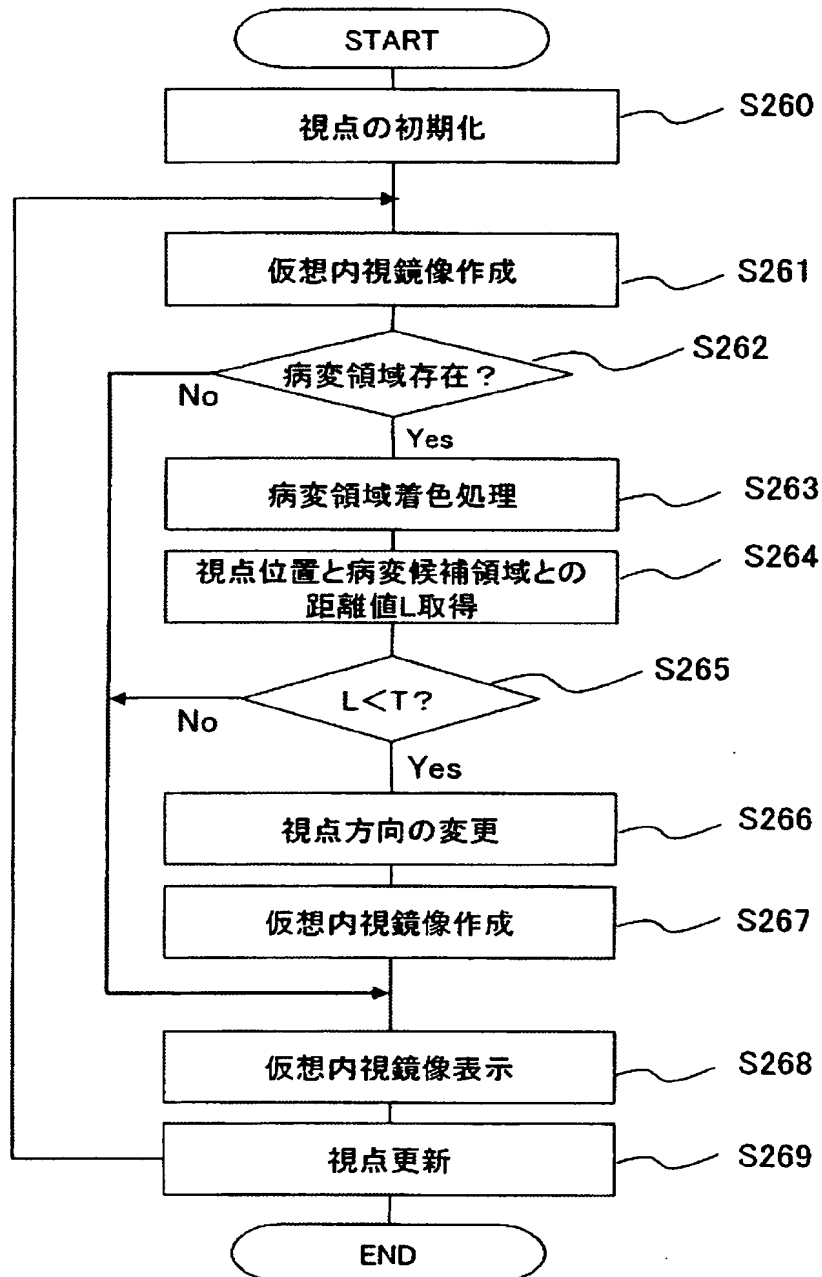 START
視点の初期化
S260
仮想内視鏡像作成
S261
病変領域存在?
S262
No
Yes
病変領域着色処理
S263
視点位置と病変候補領域との
距離値L取得
S264
L<T?
S265
No
Yes
視点方向の変更
S266
仮想内視鏡像作成
S267
仮想内視鏡像表示
S268
視点更新
S269
END